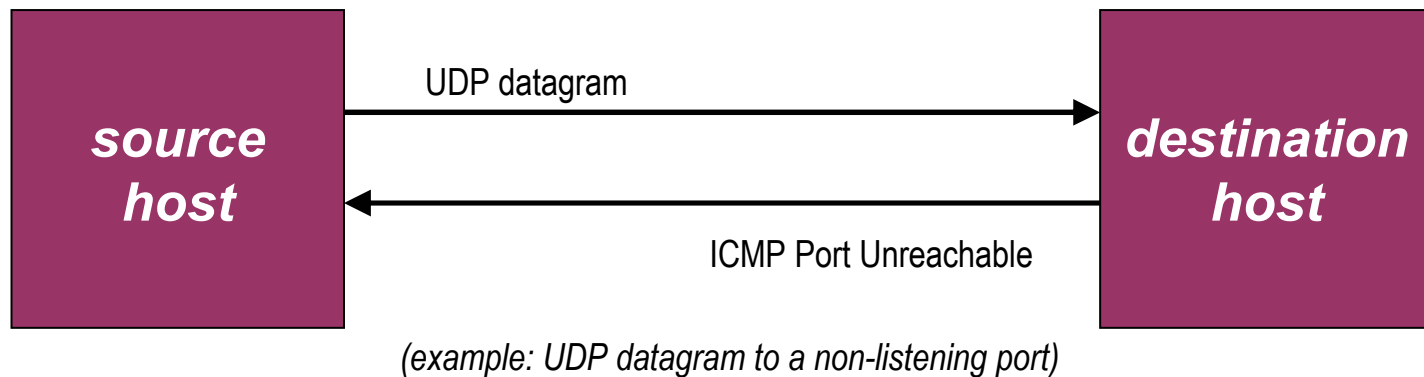 UDP datagram
source
host
destination
host
ICMP Port Unreachable
(example: UDP datagram to a non-listening port)